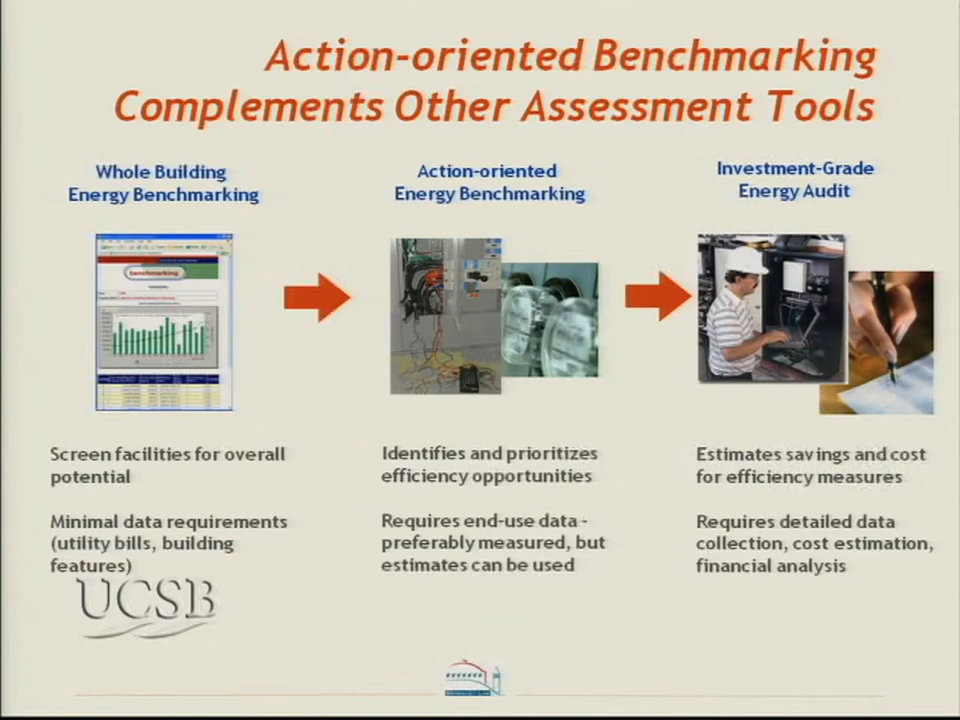 Action-oriented Benchmarking
Complements Other Assessment Tools
Whole Building
Energy Benchmarking
benchmarking
Screen facilities for overall
potential
Minimal data requirements
(utility bills, building
features)
UCSB
Action-oriented
Energy Benchmarking
Identifies and prioritizes
efficiency opportunities
Requires end-use data -
preferably measured, but
estimates can be used
Investment-Grade
Energy Audit
Estimates savings and cost
for efficiency measures
Requires detailed data
collection, cost estimation,
financial analysis